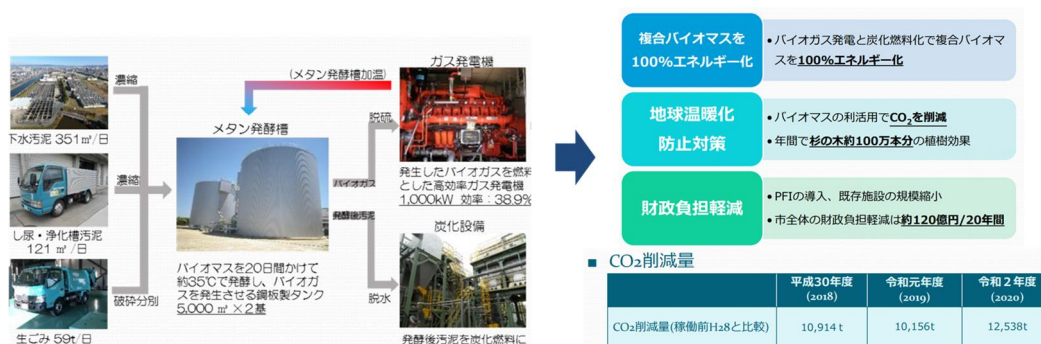 下水汚泥 351㎥/日
濃縮
し尿・浄化槽汚泥
121 ㎥/日
濃縮
生ごみ 59t/日
破砕分別
メタン発酵槽
(メタン発酵槽加温)
バイオマスを20日間かけて
約35℃で発酵し、バイオガ
スを発生させる鋼板製タンク
5,000 ㎥ ×2基
バイオガス
発酵後汚泥
脱硫
脱水
ガス発電機
発生したバイオガスを燃料
とした高効率ガス発電機
1,000kW 効率：38.9%
炭化設備
発酵後汚泥を炭化燃料に
複合バイオマスを
100%エネルギー化
•バイオガス発電と炭化燃料化で複合バイオマ
スを100%エネルギー化
地球温暖化
防止対策
•バイオマスの利活用でCO₂を削減
•年間で杉の木約100万本分の植樹効果
財政負担軽減
•PFIの導入、既存施設の規模縮小
•市全体の財政負担軽減は約120億円/20年間
■ CO2削減量
平成30年度
(2018)
令和元年度
(2019)
令和２年度
(2020)
CO2削減量(稼働前H28と比較)
10,914 t
10,156t
12,538t